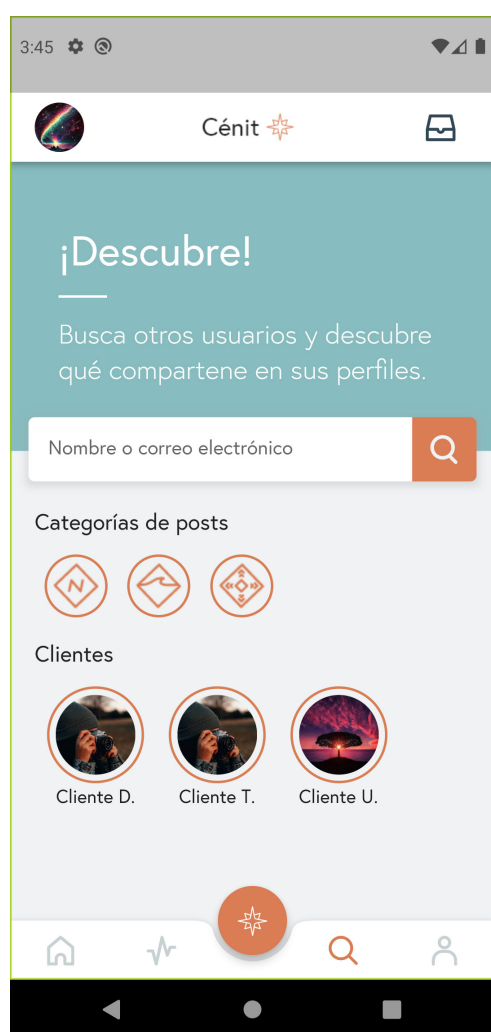 3:45
Cénit
¡Descubre!
Busca otros usuarios y descubre
qué compartene en sus perfiles.
Nombre o correo electrónico
Categorías de posts
N
Clientes
Cliente D. Cliente T. Cliente U.